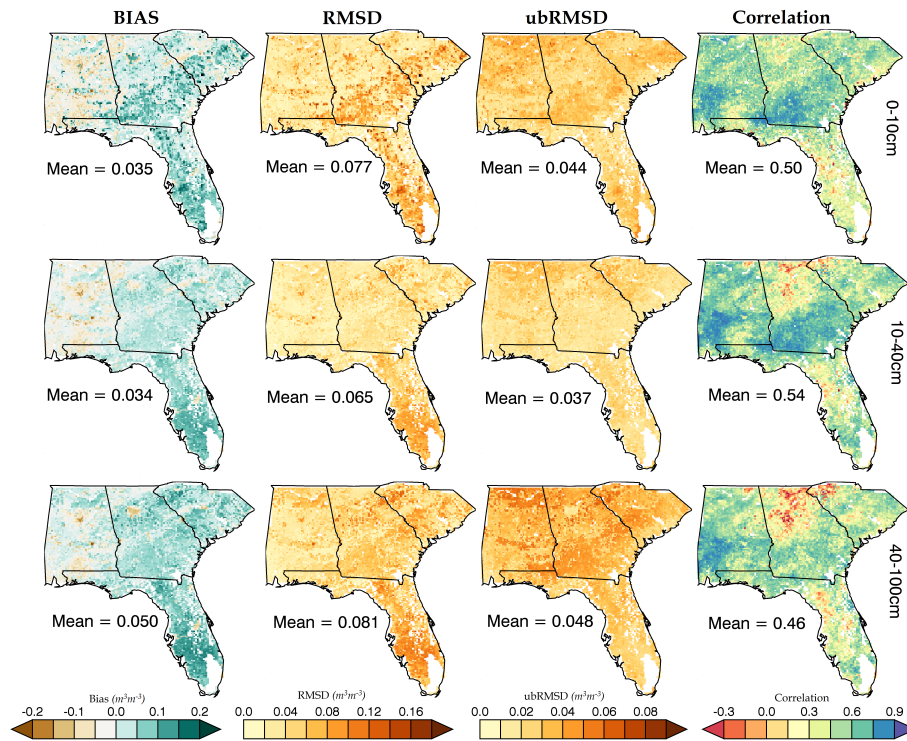 BIAS RMSD ubRMSD Correlation
0-10cm
Mean = 0.035 Mean = 0.077 Mean = 0.044 Mean = 0.50
10-40cm
Mean = 0.034 Mean = 0.065 Mean = 0.037 Mean = 0.54
40-100cm
Mean = 0.050 Mean = 0.081 Mean = 0.048 Mean = 0.46
Bias (m³m⁻³) RMSD (m³m⁻³) ubRMSD (m³m⁻³) Correlation
-0.2 -0.1 0.0 0.1 0.2 0.0 0.04 0.08 0.12 0.16 0.0 0.02 0.04 0.06 0.08 -0.3 0.0 0.3 0.6 0.9